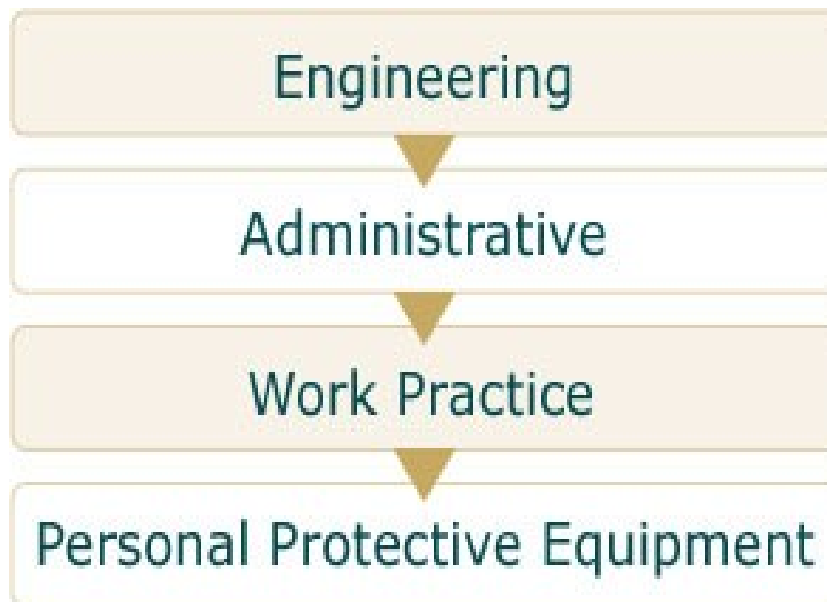 Engineering
Administrative
Work Practice
Personal Protective Equipment